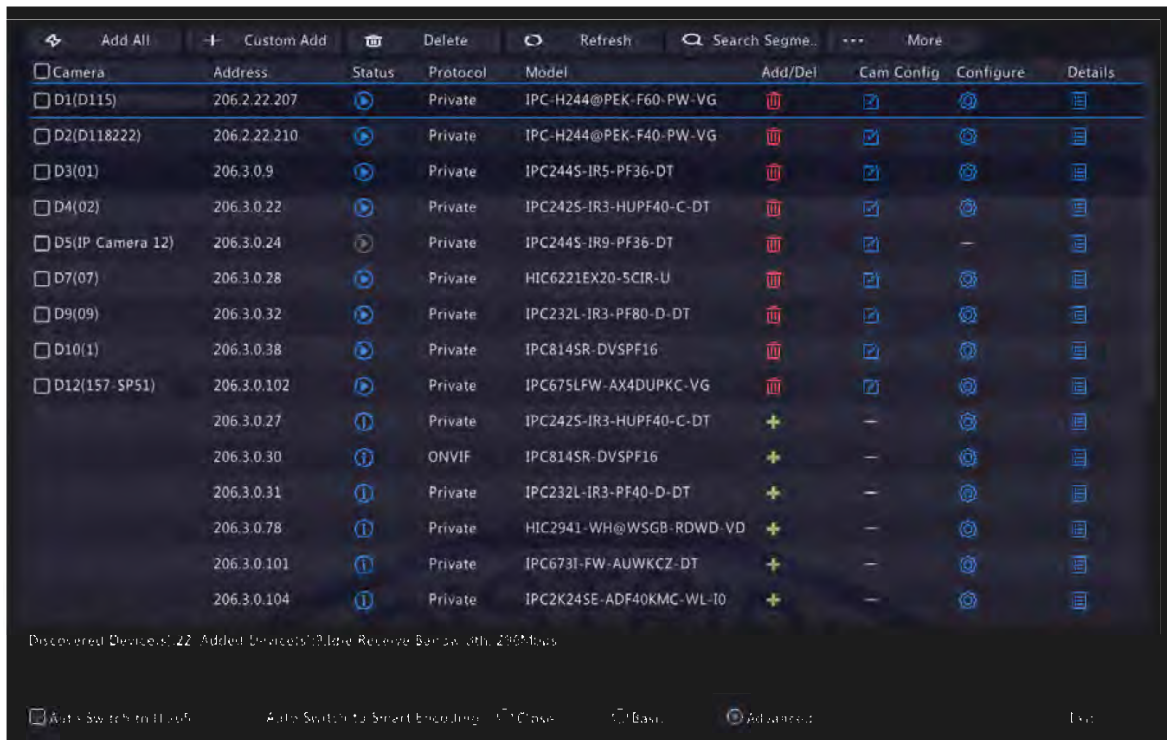 Add All Custom Add Delete Refresh Search Segme.. ... More
Camera Address Status Protocol Model Add/Del Cam Config Configure Details
D1(D115) 206.2.22.207 Private IPC-H244@PEK-F60-PW-VG
D2(D118222) 206.2.22.210 Private IPC-H244@PEK-F40-PW-VG
D3(01) 206.3.0.9 Private IPC244S-IR5-PF36-DT
D4(02) 206.3.0.22 Private IPC242S-IR3-HUPF40-C-DT
D5(IP Camera 12) 206.3.0.24 Private IPC244S-IR9-PF36-DT –
D7(07) 206.3.0.28 Private HIC6221EX20-5CIR-U
D9(09) 206.3.0.32 Private IPC232L-IR3-PF80-D-DT
D10(1) 206.3.0.38 Private IPC814SR-DVSPF16
D12(157-SP51) 206.3.0.102 Private IPC675LFW-AX4DUPKC-VG
206.3.0.27 Private IPC242S-IR3-HUPF40-C-DT –
206.3.0.30 ONVIF IPC814SR-DVSPF16 –
206.3.0.31 Private IPC232L-IR3-PF40-D-DT –
206.3.0.78 Private HIC2941-WH@WSGB-RDWD-VD –
206.3.0.101 Private IPC673I-FW-AUWKCZ-DT –
206.3.0.104 Private IPC2K24SE-ADF40KMC-WL-I0 –
Discovered Device(s):22 Added Device(s): Idle Receive Bandwidth:
Auto Switch to Auto Switch to Smart Encoding Close Basic Advanced Exit